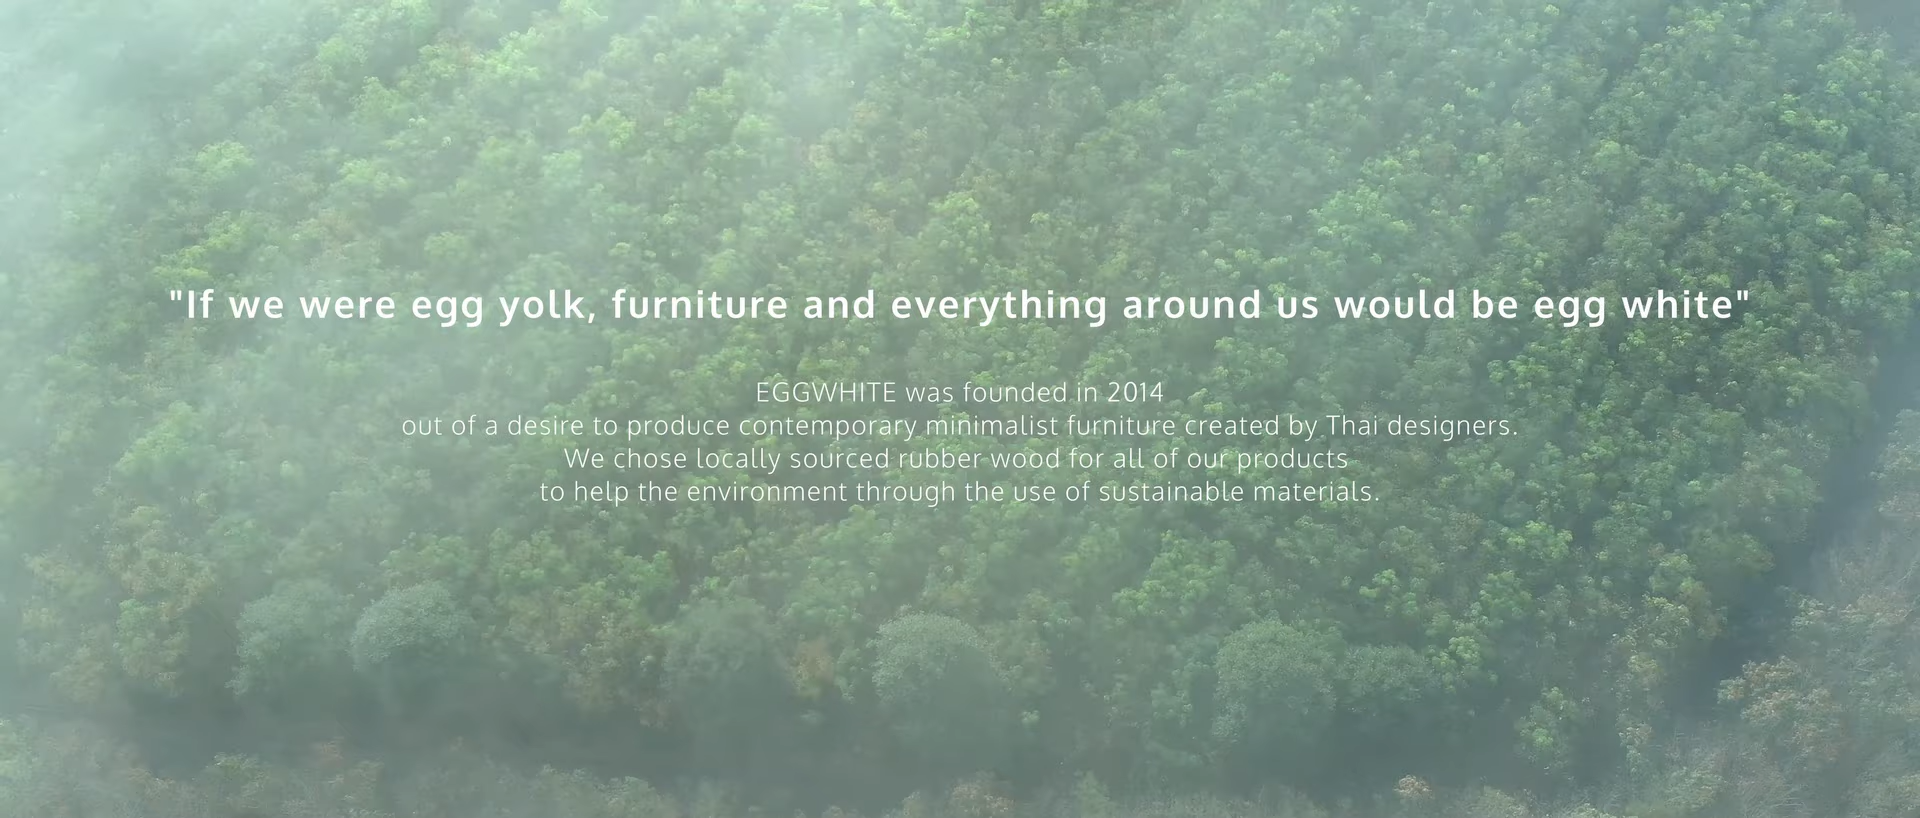 "If we were egg yolk, furniture and everything around us would be egg white"
EGGWHITE was founded in 2014
out of a desire to produce contemporary minimalist furniture created by Thai designers.
We chose locally sourced rubber wood for all of our products
to help the environment through the use of sustainable materials.